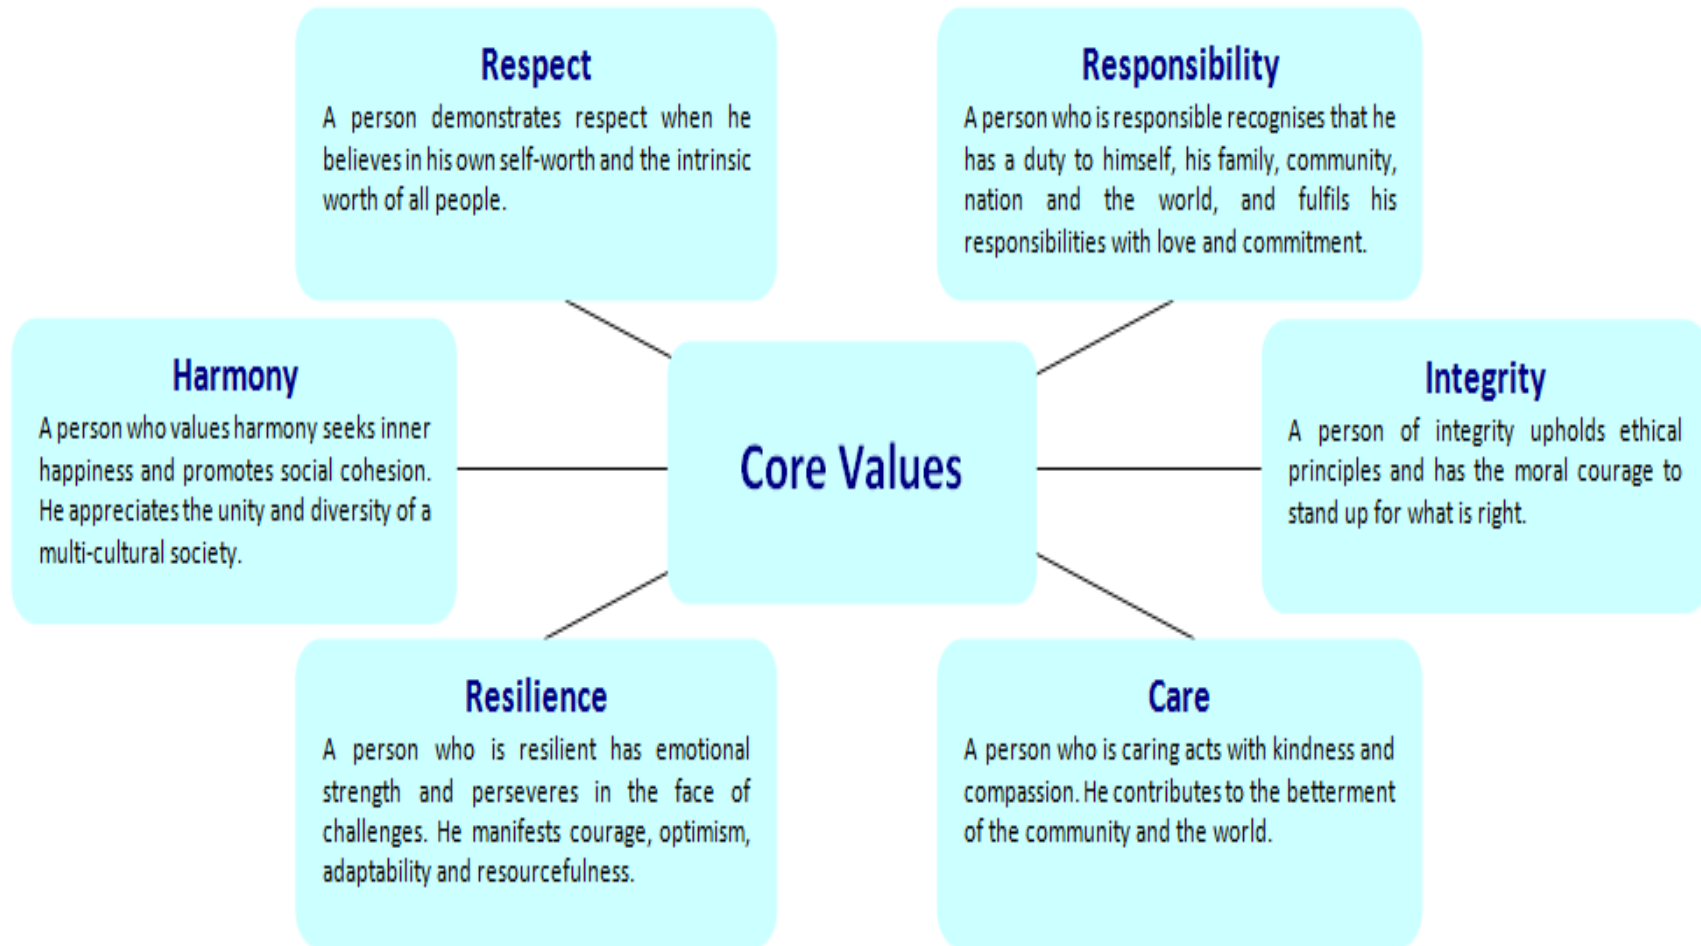 Respect
A person demonstrates respect when he
believes in his own self-worth and the intrinsic
worth of all people.
Responsibility
A person who is responsible recognises that he
has a duty to himself, his family, community,
nation and the world, and fulfils his
responsibilities with love and commitment.
Harmony
A person who values harmony seeks inner
happiness and promotes social cohesion.
He appreciates the unity and diversity of a
multi-cultural society.
Core Values
Integrity
A person of integrity upholds ethical
principles and has the moral courage to
stand up for what is right.
Resilience
A person who is resilient has emotional
strength and perseveres in the face of
challenges. He manifests courage, optimism,
adaptability and resourcefulness.
Care
A person who is caring acts with kindness and
compassion. He contributes to the betterment
of the community and the world.